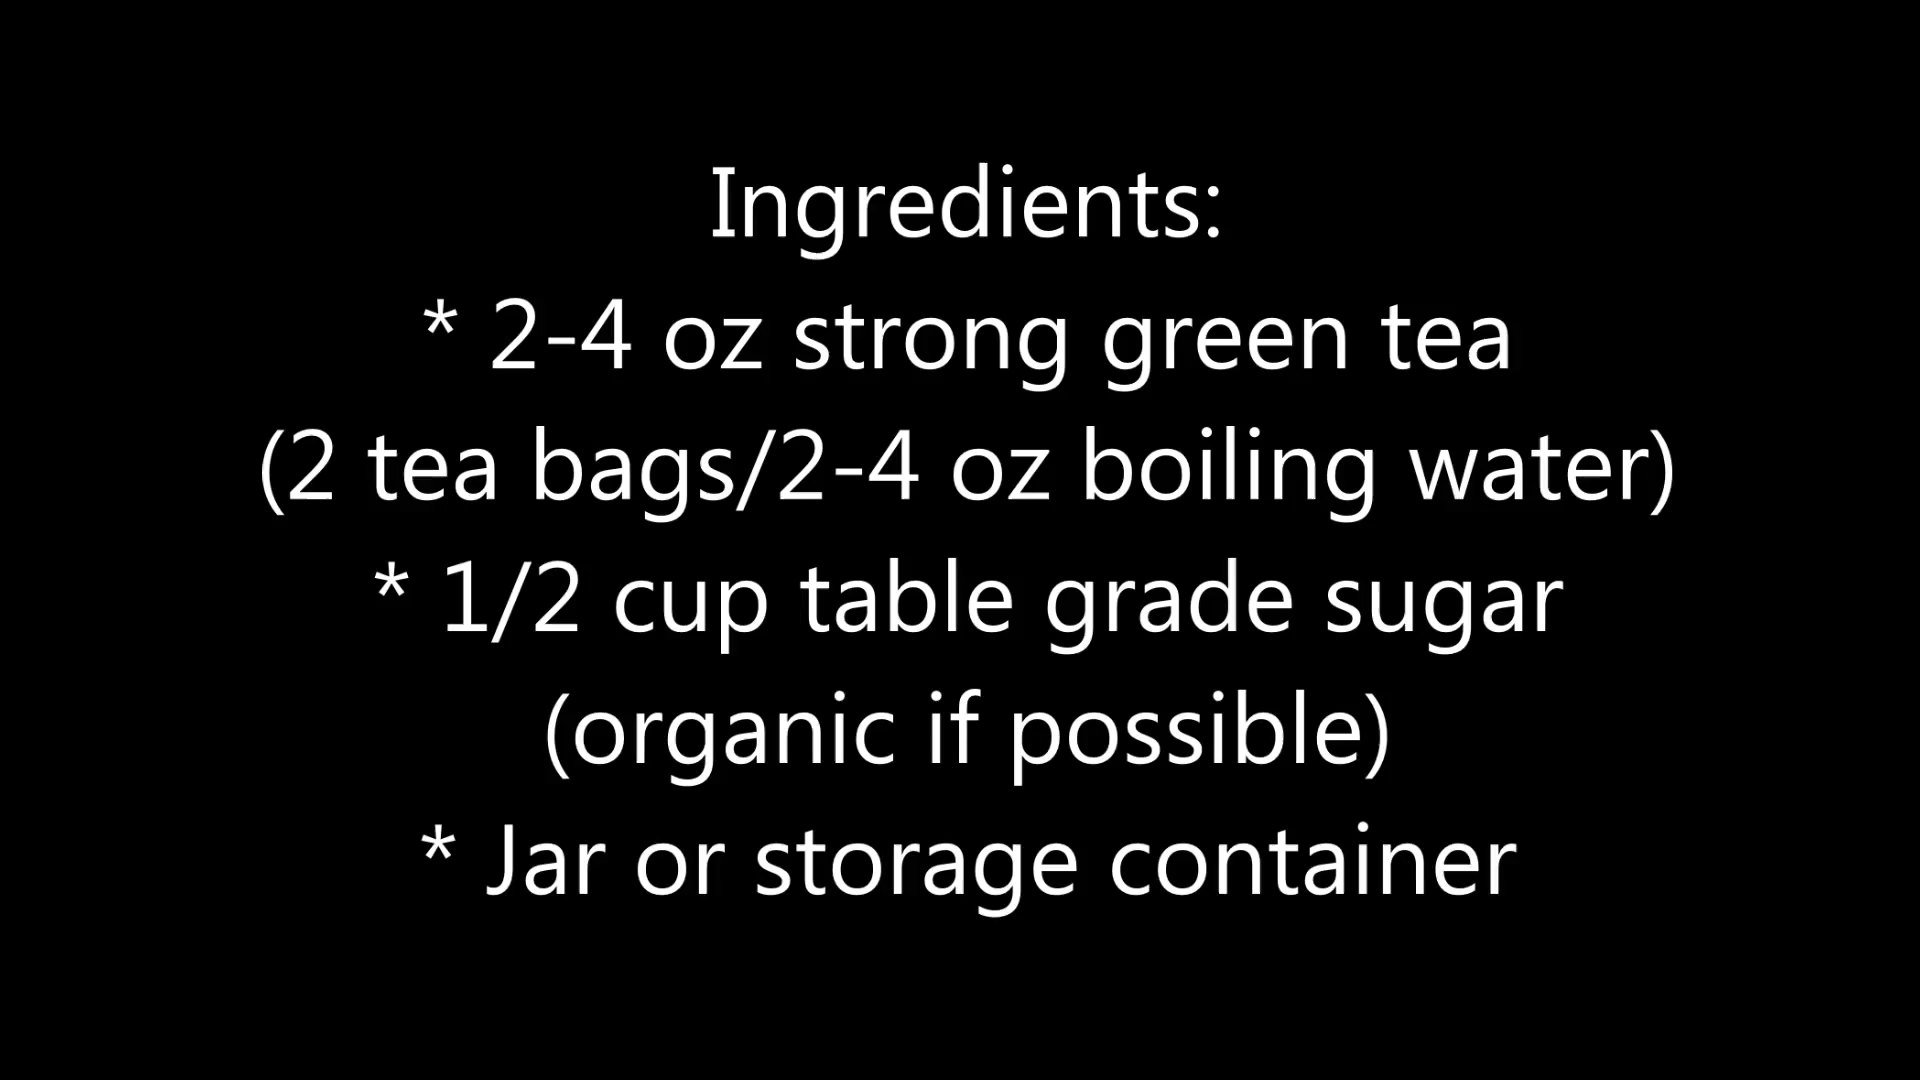 Ingredients:
* 2-4 oz strong green tea
(2 tea bags/2-4 oz boiling water)
* 1/2 cup table grade sugar
(organic if possible)
* Jar or storage container